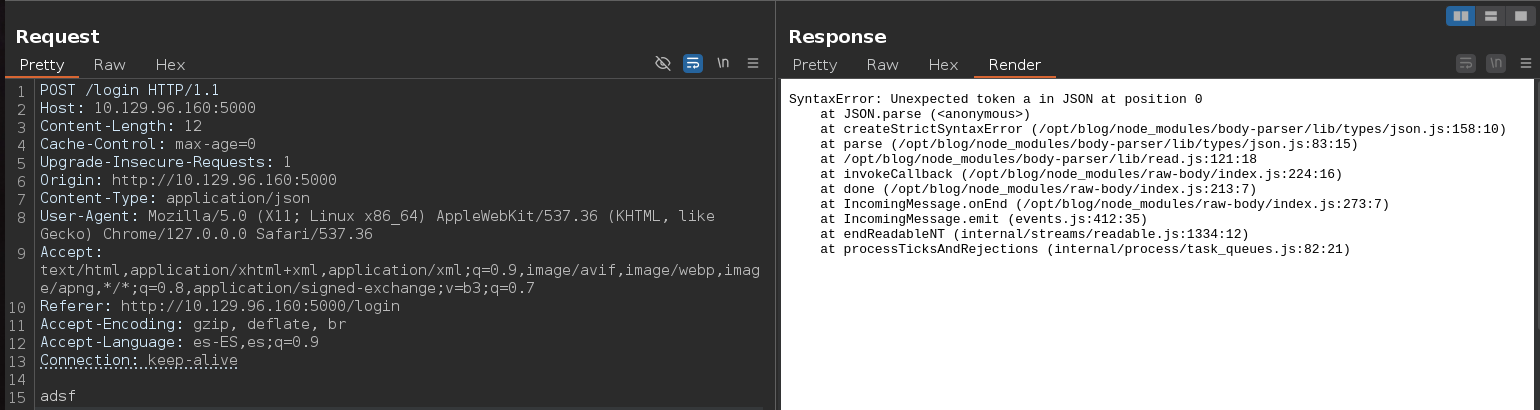 Request
Pretty Raw Hex \n
1 POST /login HTTP/1.1
2 Host: 10.129.96.160:5000
3 Content-Length: 12
4 Cache-Control: max-age=0
5 Upgrade-Insecure-Requests: 1
6 Origin: http://10.129.96.160:5000
7 Content-Type: application/json
8 User-Agent: Mozilla/5.0 (X11; Linux x86_64) AppleWebKit/537.36 (KHTML, like
Gecko) Chrome/127.0.0.0 Safari/537.36
9 Accept:
text/html,application/xhtml+xml,application/xml;q=0.9,image/avif,image/webp,imag
e/apng,*/*;q=0.8,application/signed-exchange;v=b3;q=0.7
10 Referer: http://10.129.96.160:5000/login
11 Accept-Encoding: gzip, deflate, br
12 Accept-Language: es-ES,es;q=0.9
13 Connection: keep-alive
14
15 adsf
Response
Pretty Raw Hex Render \n
SyntaxError: Unexpected token a in JSON at position 0
at JSON.parse (<anonymous>)
at createStrictSyntaxError (/opt/blog/node_modules/body-parser/lib/types/json.js:158:10)
at parse (/opt/blog/node_modules/body-parser/lib/types/json.js:83:15)
at /opt/blog/node_modules/body-parser/lib/read.js:121:18
at invokeCallback (/opt/blog/node_modules/raw-body/index.js:224:16)
at done (/opt/blog/node_modules/raw-body/index.js:213:7)
at IncomingMessage.onEnd (/opt/blog/node_modules/raw-body/index.js:273:7)
at IncomingMessage.emit (events.js:412:35)
at endReadableNT (internal/streams/readable.js:1334:12)
at processTicksAndRejections (internal/process/task_queues.js:82:21)